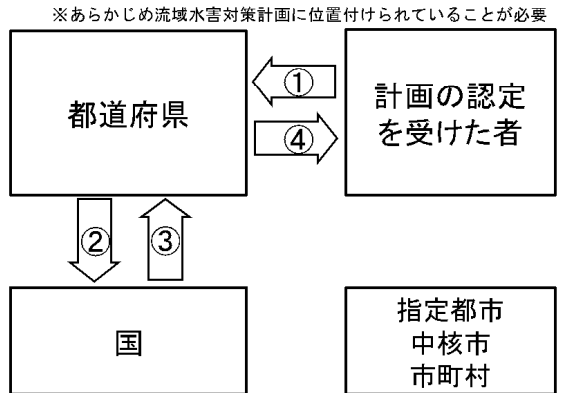 ※あらかじめ流域水害対策計画に位置付けられていることが必要
都道府県
①
④
計画の認定
を受けた者
②
③
国
指定都市
中核市
市町村